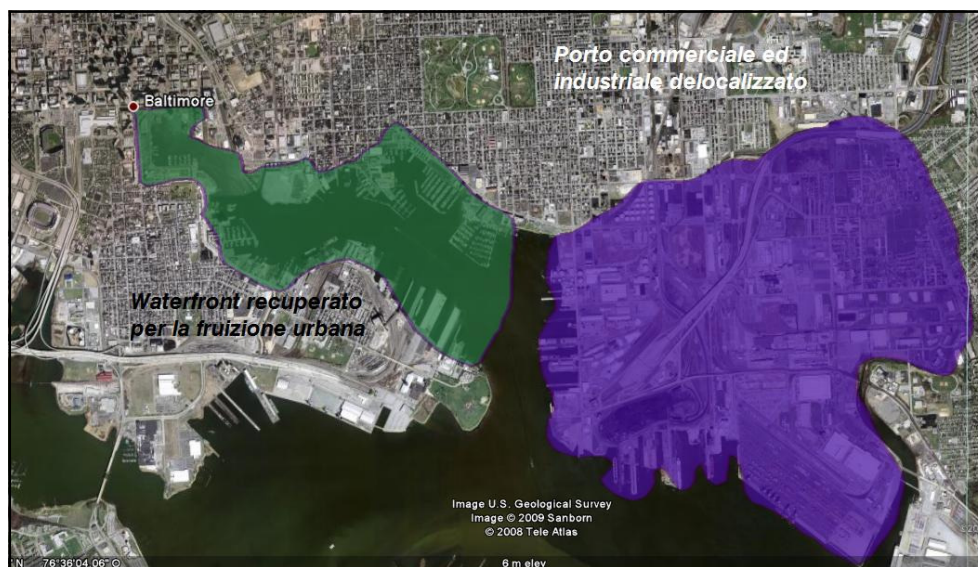 Porto commerciale ed
industriale delocalizzato
Baltimore
Waterfront recuperato
per la fruizione urbana
Image U.S. Geological Survey
Image © 2009 Sanborn
© 2008 Tele Atlas
' N 76°36'04.06" O
6 m elev